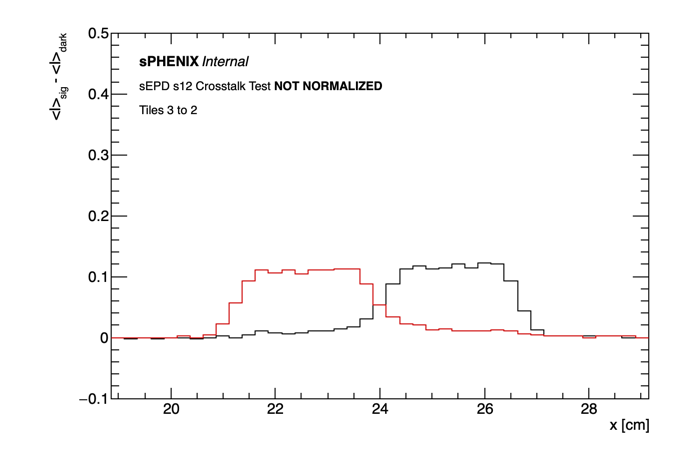 <I>sig - <I>dark
0.5
sPHENIX Internal
sEPD s12 Crosstalk Test NOT NORMALIZED
0.4
Tiles 3 to 2
0.3
0.2
0.1
0
−0.1
20 22 24 26 28
x [cm]